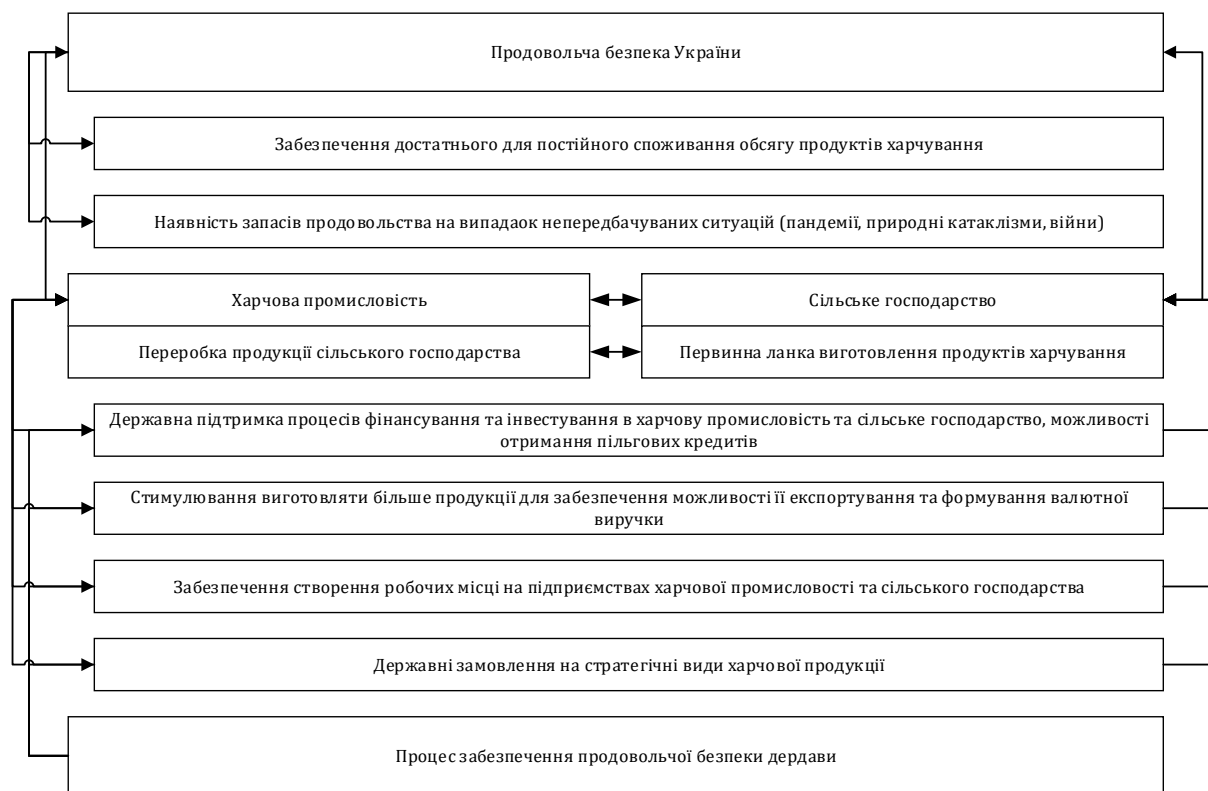 Продовольча безпека України
Забезпечення достатнього для постійного споживання обсягу продуктів харчування
Наявність запасів продовольства на випадаок непередбачуваних ситуацій (пандемії, природні катаклізми, війни)
Харчова промисловість
Сільське господарство
Переробка продукції сільського господарства
Первинна ланка виготовлення продуктів харчування
Державна підтримка процесів фінансування та інвестування в харчову промисловість та сільське господарство, можливості
отримання пільгових кредитів
Стимулювання виготовляти більше продукції для забезпечення можливості її експортування та формування валютної
виручки
Забезпечення створення робочих місці на підприємствах харчової промисловості та сільського господарства
Державні замовлення на стратегічні види харчової продукції
Процес забезпечення продовольчої безпеки дердави